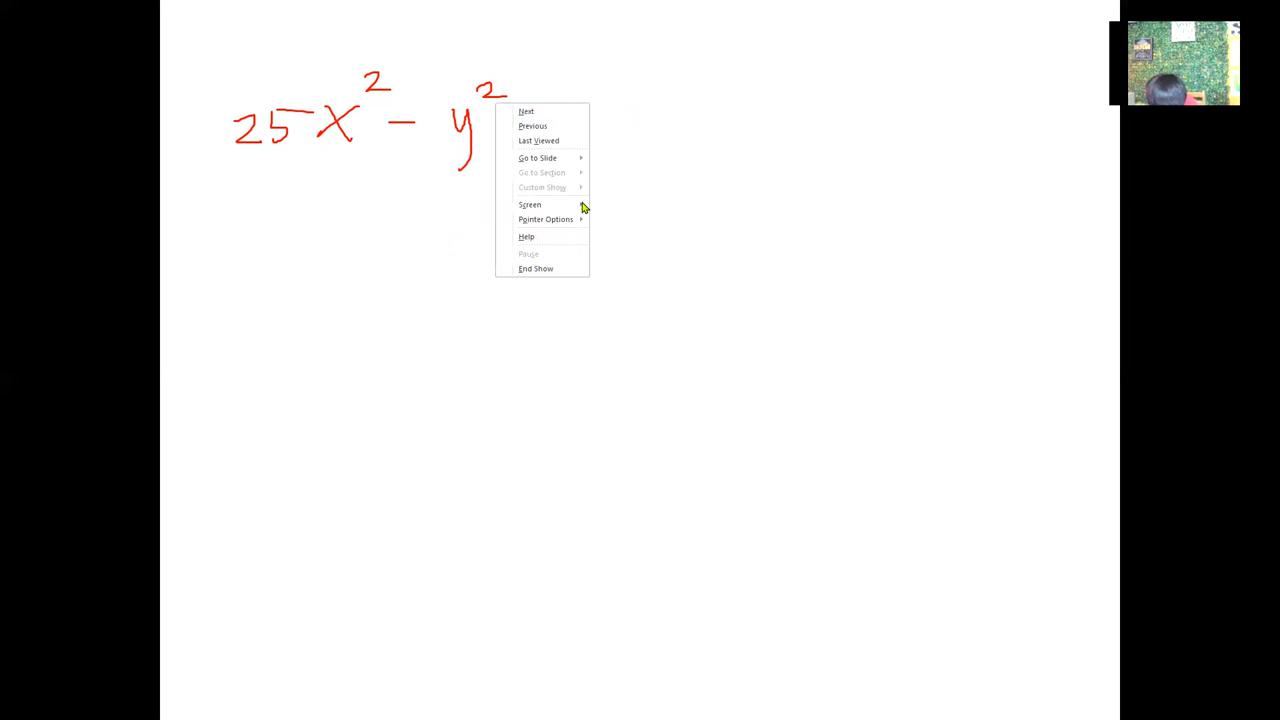 25x² - y²
Next
Previous
Last Viewed
Go to Slide
Go to Section
Custom Show
Screen
Pointer Options
Help
Pause
End Show